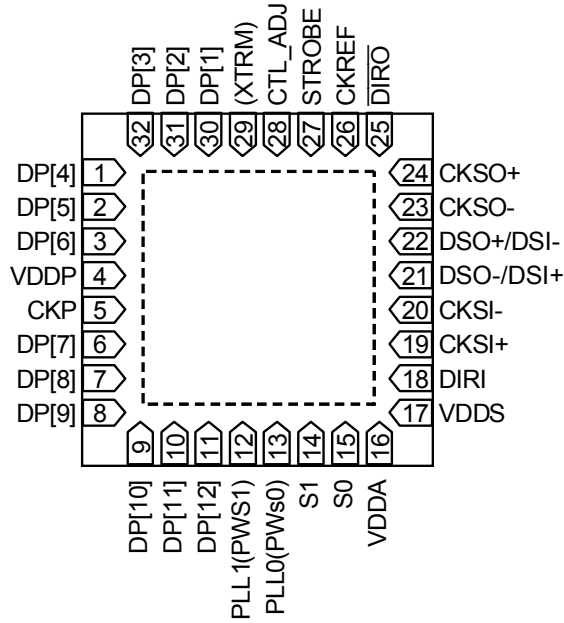 DP[3]
DP[2]
DP[1]
(XTRM)
CTL_ADJ
STROBE
CKREF
DIRO
32
31
30
29
28
27
26
25
DP[4] 1
DP[5] 2
DP[6] 3
VDDP 4
CKP 5
DP[7] 6
DP[8] 7
DP[9] 8
24 CKSO+
23 CKSO-
22 DSO+/DSI-
21 DSO-/DSI+
20 CKSI-
19 CKSI+
18 DIRI
17 VDDS
9
10
11
12
13
14
15
16
DP[10]
DP[11]
DP[12]
PLL1(PWS1)
PLL0(PWs0)
S1
S0
VDDA